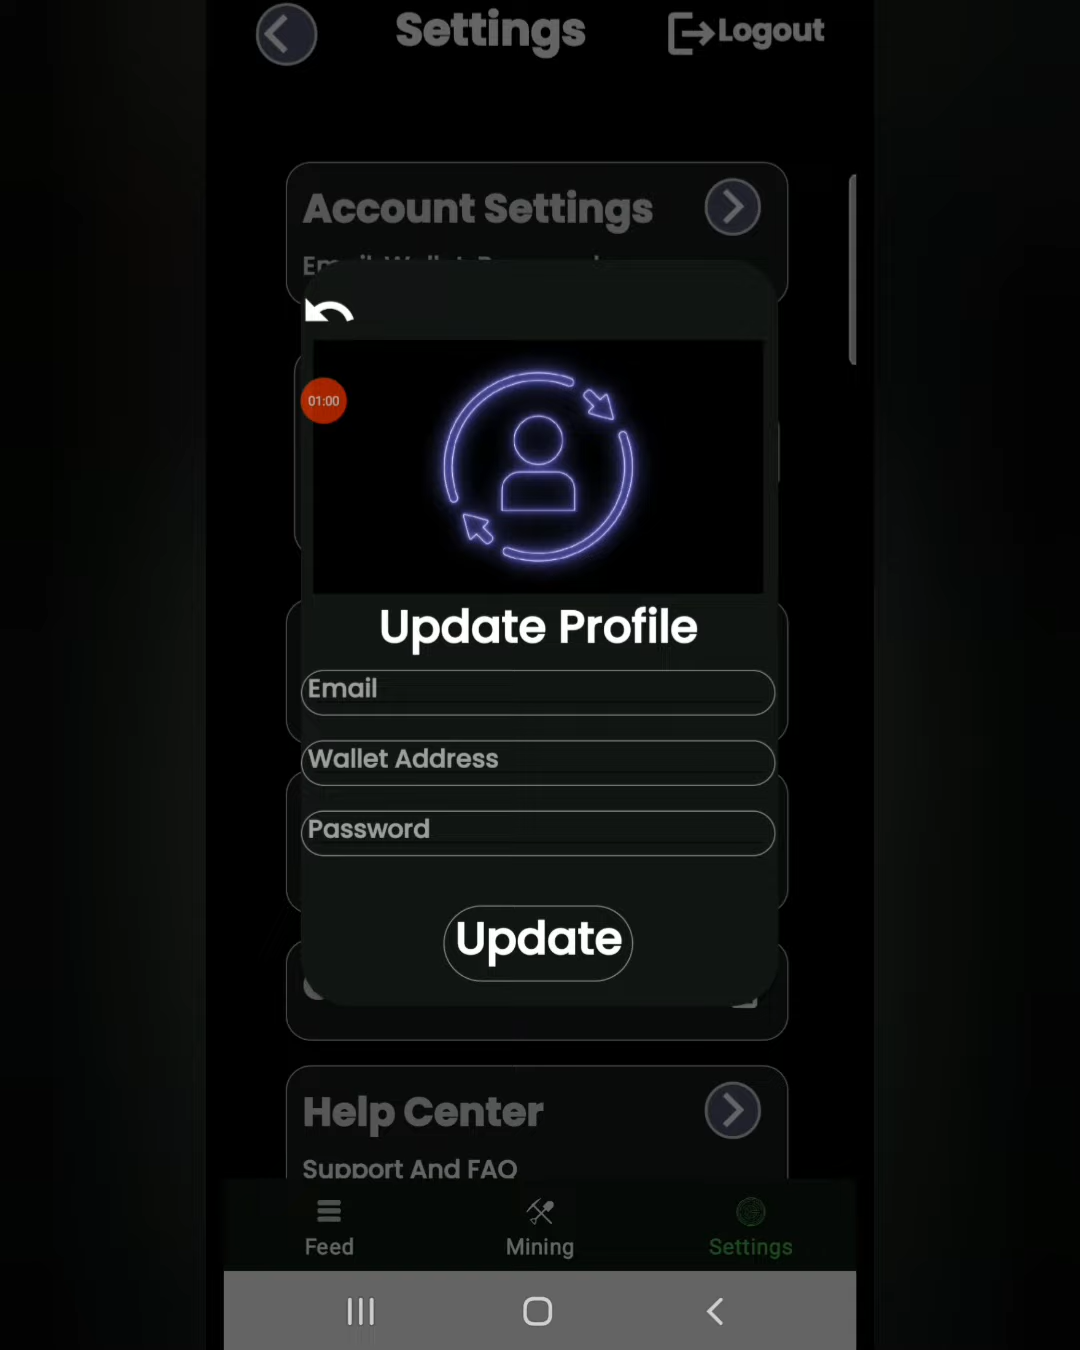 Settings
Logout
Account Settings
01:00
Update Profile
Email
Wallet Address
Password
Update
Help Center
Support And FAQ
Feed
Mining
Settings